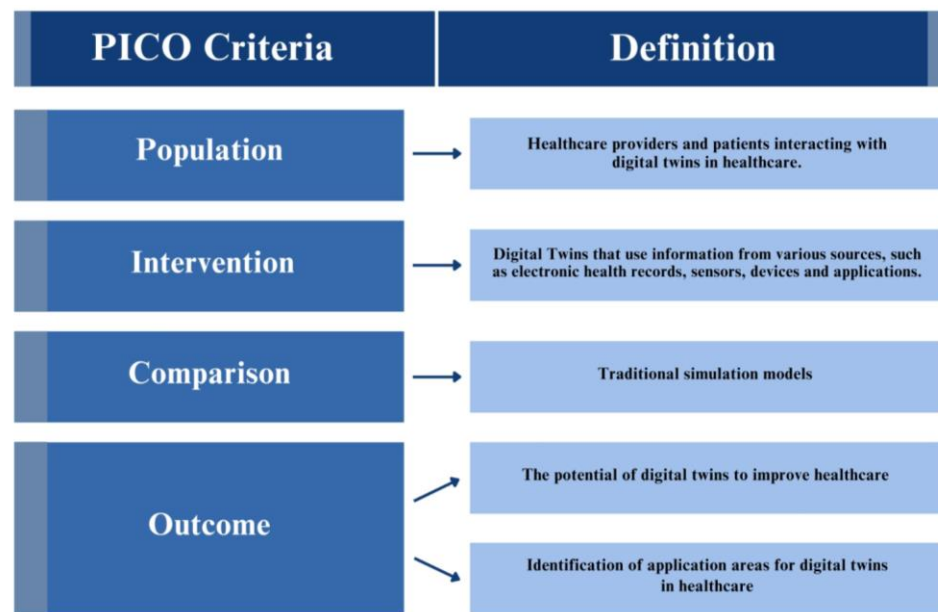 PICO Criteria
Definition
Population
Healthcare providers and patients interacting with
digital twins in healthcare.
Intervention
Digital Twins that use information from various sources, such
as electronic health records, sensors, devices and applications.
Comparison
Traditional simulation models
Outcome
The potential of digital twins to improve healthcare
Identification of application areas for digital twins
in healthcare